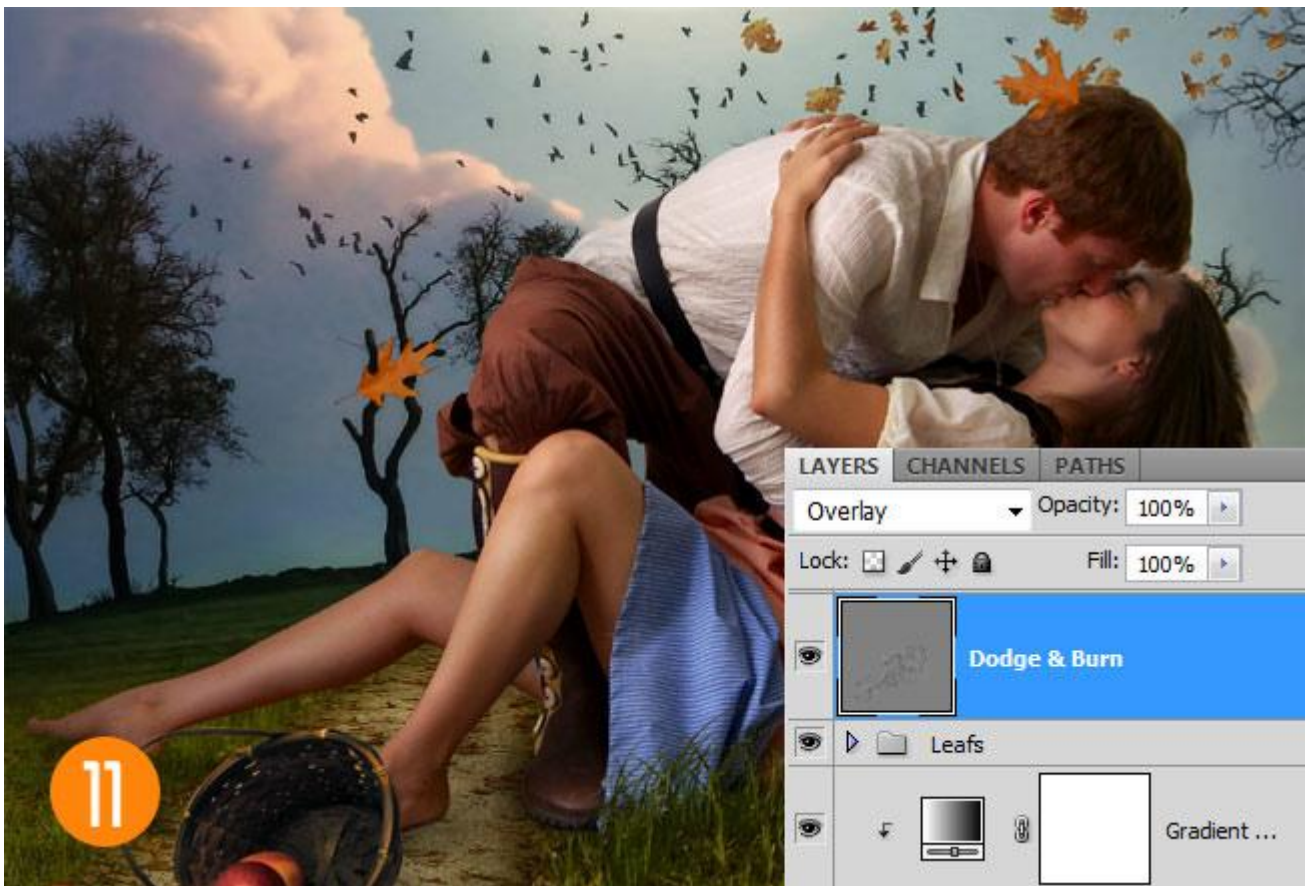 LAYERS CHANNELS PATHS
Overlay Opacity: 100%
Lock: Fill: 100%
Dodge & Burn
Leafs
Gradient ...
11